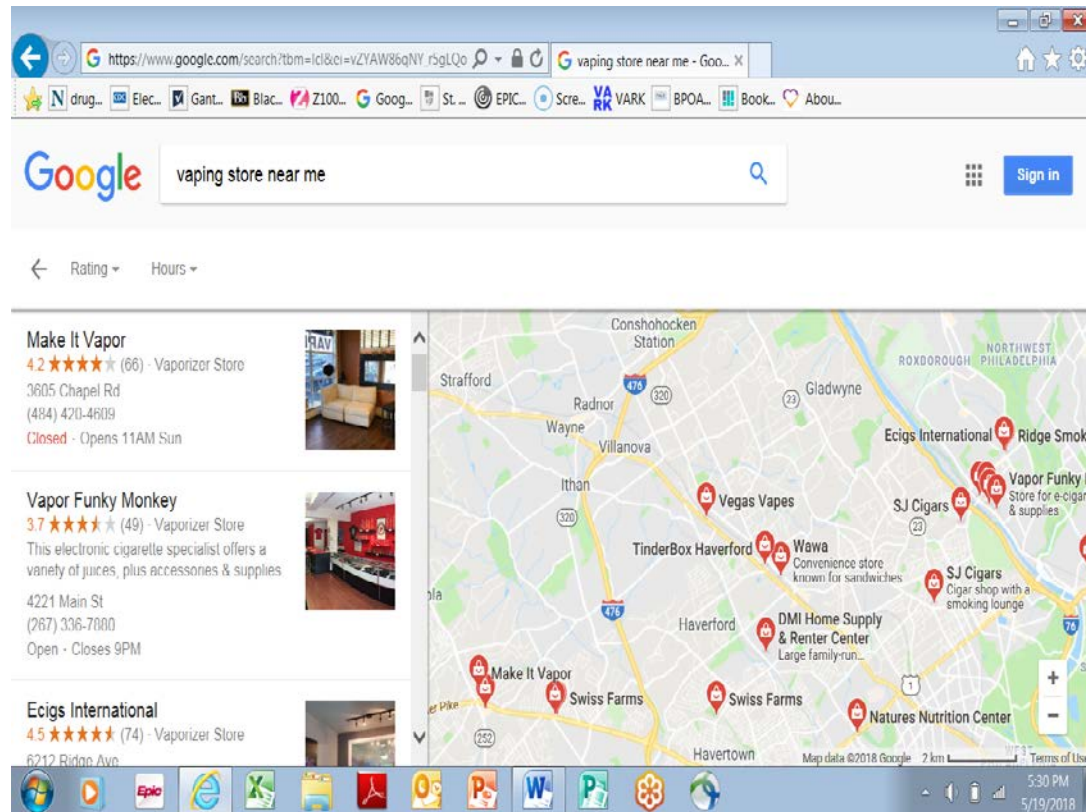 https://www.google.com/search?tbm=lcl&ei=vZYAW86qNY_r5gLQo
vaping store near me - Goo...
drug...
Elec...
Gant...
Bb Blac...
Z100...
Goog...
St. ...
EPIC...
Scre...
VARK VARK
BPOA...
Book...
Abou...
Google
vaping store near me
Sign in
Rating
Hours
Make It Vapor
4.2 (66) · Vaporizer Store
3605 Chapel Rd
(484) 420-4609
Closed · Opens 11AM Sun
Vapor Funky Monkey
3.7 (49) · Vaporizer Store
This electronic cigarette specialist offers a
variety of juices, plus accessories & supplies
4221 Main St
(267) 336-7880
Open · Closes 9PM
Ecigs International
4.5 (74) · Vaporizer Store
6212 Ridge Ave
Conshohocken
Station
NORTHWEST
ROXBOROUGH PHILADELPHIA
Strafford
476
320
Gladwyne
23
Radnor
Wayne
Villanova
Ecigs International
Ridge Smok
Ithan
320
Vegas Vapes
SJ Cigars
23
Vapor Funky
Store for e-cigar
& supplies
TinderBox Haverford
Wawa
Convenience store
known for sandwiches
SJ Cigars
Cigar shop with a
smoking lounge
476
Haverford
DMI Home Supply
& Renter Center
Large family-run...
76
Make It Vapor
Swiss Farms
Swiss Farms
1
Natures Nutrition Center
er Pike
252
Havertown
Map data ©2018 Google
2 km
Terms of Use
Epic
5:30 PM
5/19/2018